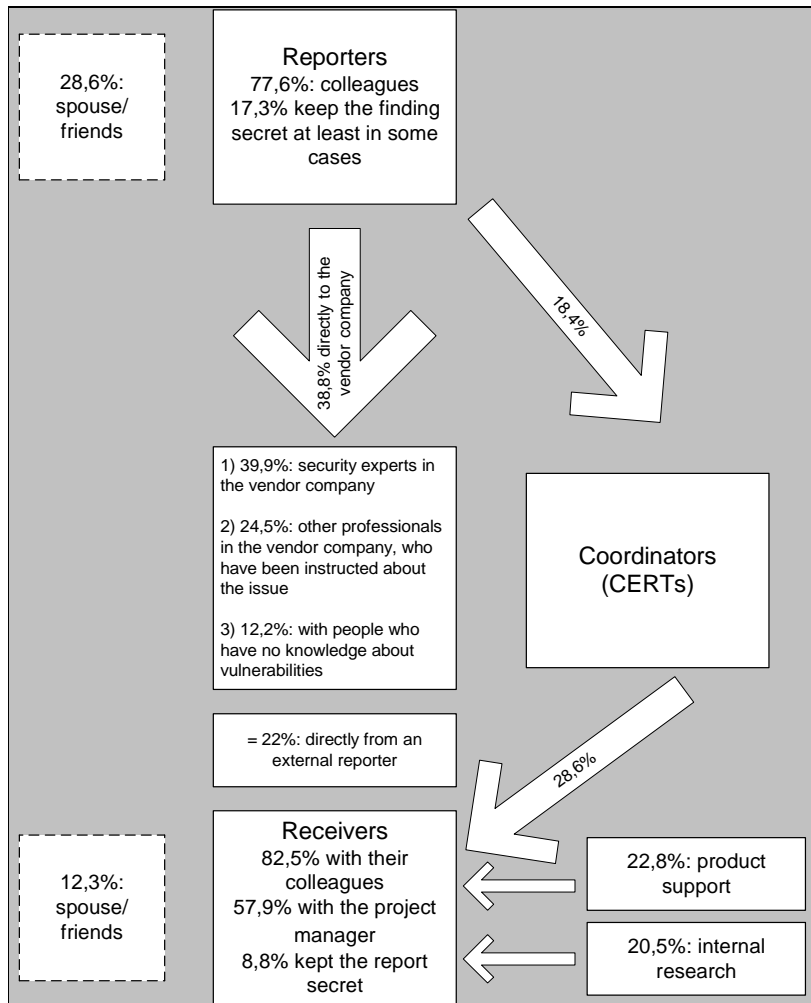 Reporters
77,6%: colleagues
17,3% keep the finding
secret at least in some
cases
28,6%:
spouse/
friends
38,8% directly to the
vendor company
18,4%
1) 39,9%: security experts in
the vendor company
2) 24,5%: other professionals
in the vendor company, who
have been instructed about
the issue
3) 12,2%: with people who
have no knowledge about
vulnerabilities
Coordinators
(CERTs)
= 22%: directly from an
external reporter
28,6%
Receivers
82,5% with their
colleagues
57,9% with the project
manager
8,8% kept the report
secret
12,3%:
spouse/
friends
22,8%: product
support
20,5%: internal
research